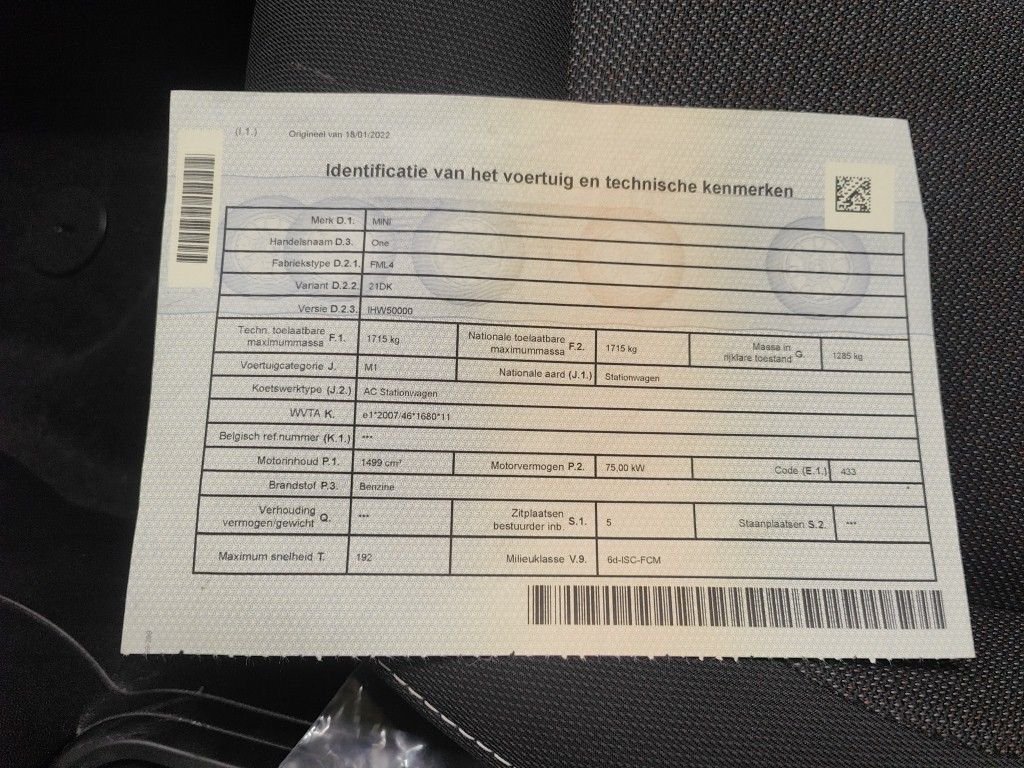 (I.1.) Origineel van 18/01/2022
Identificatie van het voertuig en technische kenmerken
Merk D.1. MINI
Handelsnaam D.3. One
Fabriekstype D.2.1. FML4
Variant D.2.2. 21DK
Versie D.2.3. IHW50000
Techn. toelaatbare maximummassa F.1. 1715 kg Nationale toelaatbare maximummassa F.2. 1715 kg Massa in rijklare toestand G. 1285 kg
Voertuigcategorie J. M1 Nationale aard (J.1.) Stationwagen
Koetswerktype (J.2.) AC Stationwagen
WVTA K. e1*2007/46*1680*11
Belgisch ref.nummer (K.1.) ***
Motorinhoud P.1. 1499 cm³ Motorvermogen P.2. 75,00 kW Code (E.1.) 433
Brandstof P.3. Benzine
Verhouding vermogen/gewicht Q. *** Zitplaatsen bestuurder inb. S.1. 5 Staanplaatsen S.2. ***
Maximum snelheid T. 192 Milieuklasse V.9. 6d-ISC-FCM